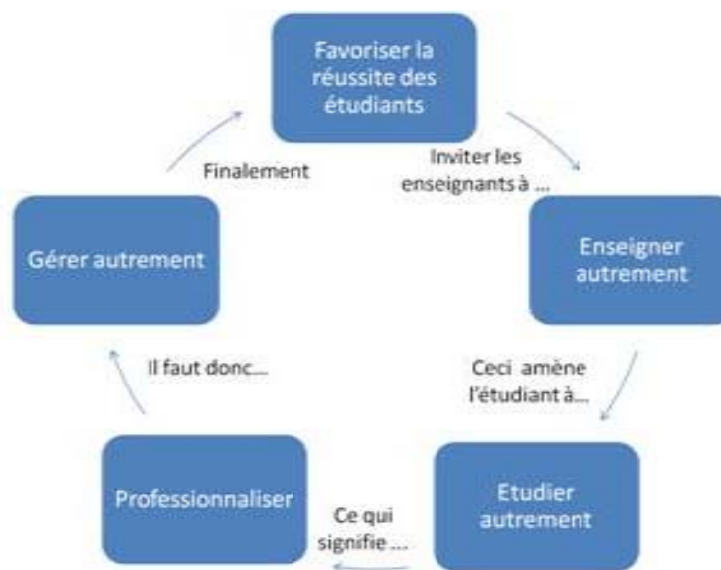 Favoriser la
réussite des
étudiants
Inviter les
enseignants à ...
Enseigner
autrement
Ceci amène
l'étudiant à...
Etudier
autrement
Ce qui
signifie ...
Professionnaliser
Il faut donc...
Gérer autrement
Finalement